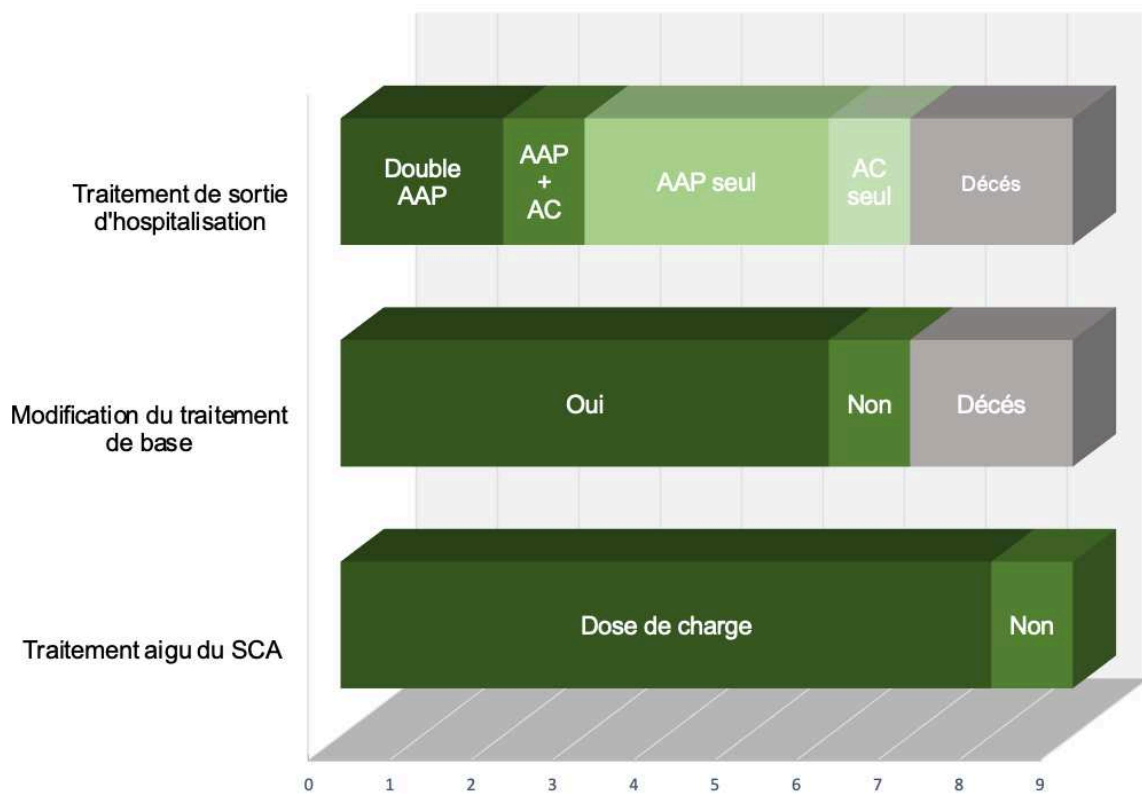 Traitement de sortie
d'hospitalisation
Double
AAP
AAP
+
AC
AAP seul
AC
seul
Décés
Modification du traitement
de base
Oui
Non
Décés
Traitement aigu du SCA
Dose de charge
Non
0 1 2 3 4 5 6 7 8 9